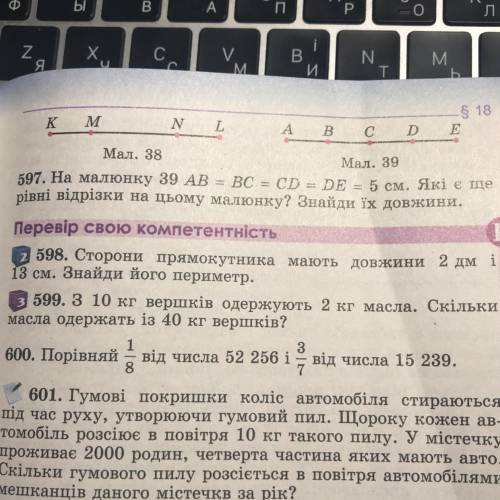 Ф Ы В А П Р О Л
Z Я X Ч C С V М B И І N Т M Ь
§ 18
K M N L A B C D E
Мал. 38 Мал. 39
597. На малюнку 39 AB = BC = CD = DE = 5 см. Які є ще
рівні відрізки на цьому малюнку? Знайди їх довжини.
Перевір свою компетентність
2 598. Сторони прямокутника мають довжини 2 дм і
13 см. Знайди його периметр.
3 599. З 10 кг вершків одержують 2 кг масла. Скільки
масла одержать із 40 кг вершків?
600. Порівняй 1/8 від числа 52 256 і 3/7 від числа 15 239.
601. Гумові покришки коліс автомобіля стираються
під час руху, утворюючи гумовий пил. Щороку кожен ав-
томобіль розсіює в повітря 10 кг такого пилу. У містечку
проживає 2000 родин, четверта частина яких мають авто.
Скільки гумового пилу розсіється в повітря автомобілями
мешканців даного містечка за рік?